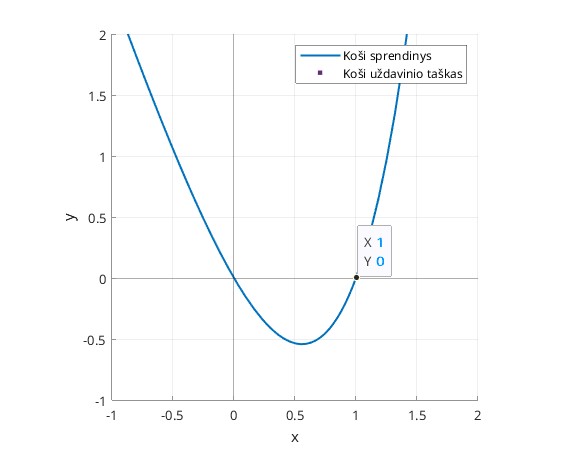 2
Koši sprendinys
Koši uždavinio taškas
1.5
1
y
0.5
X 1
Y 0
0
-0.5
-1
-1 -0.5 0 0.5 1 1.5 2
x